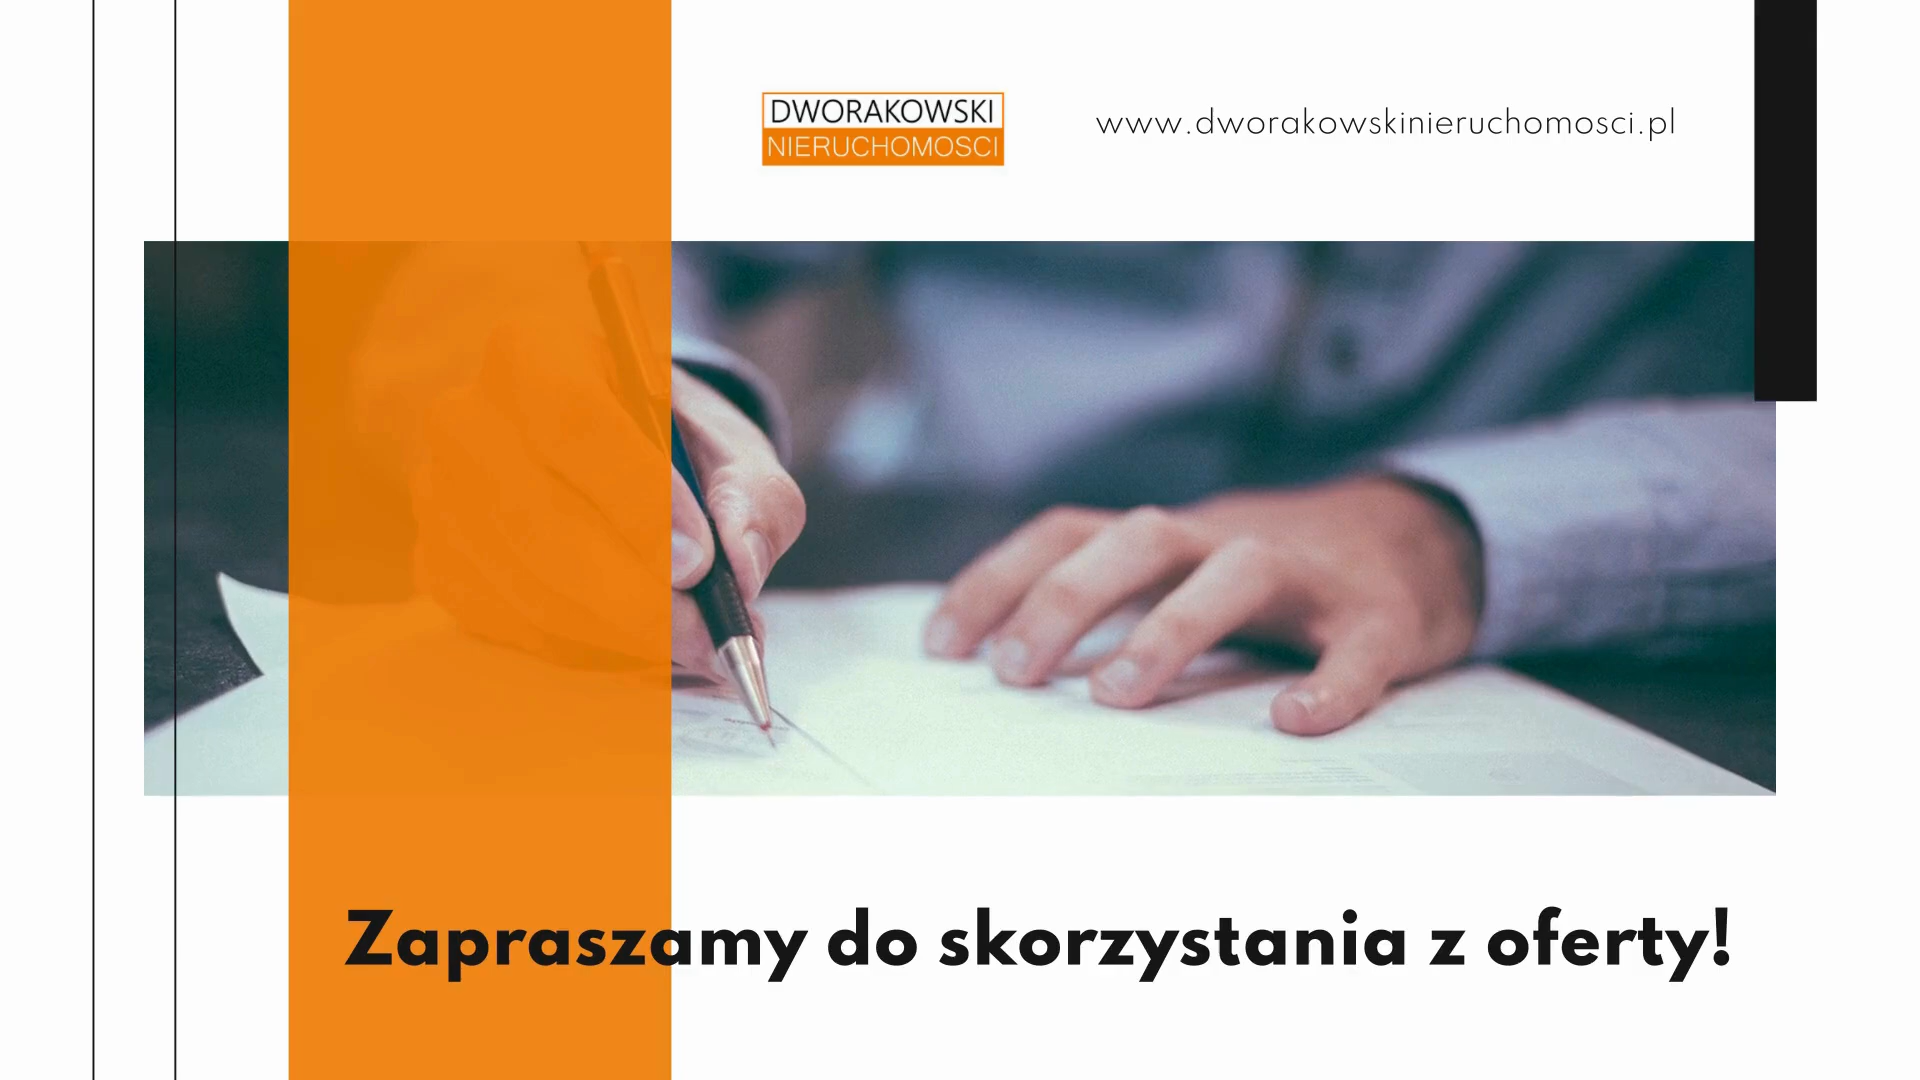 DWORAKOWSKI
NIERUCHOMOSCI
www.dworakowskinieruchomosci.pl
Zapraszamy do skorzystania z oferty!